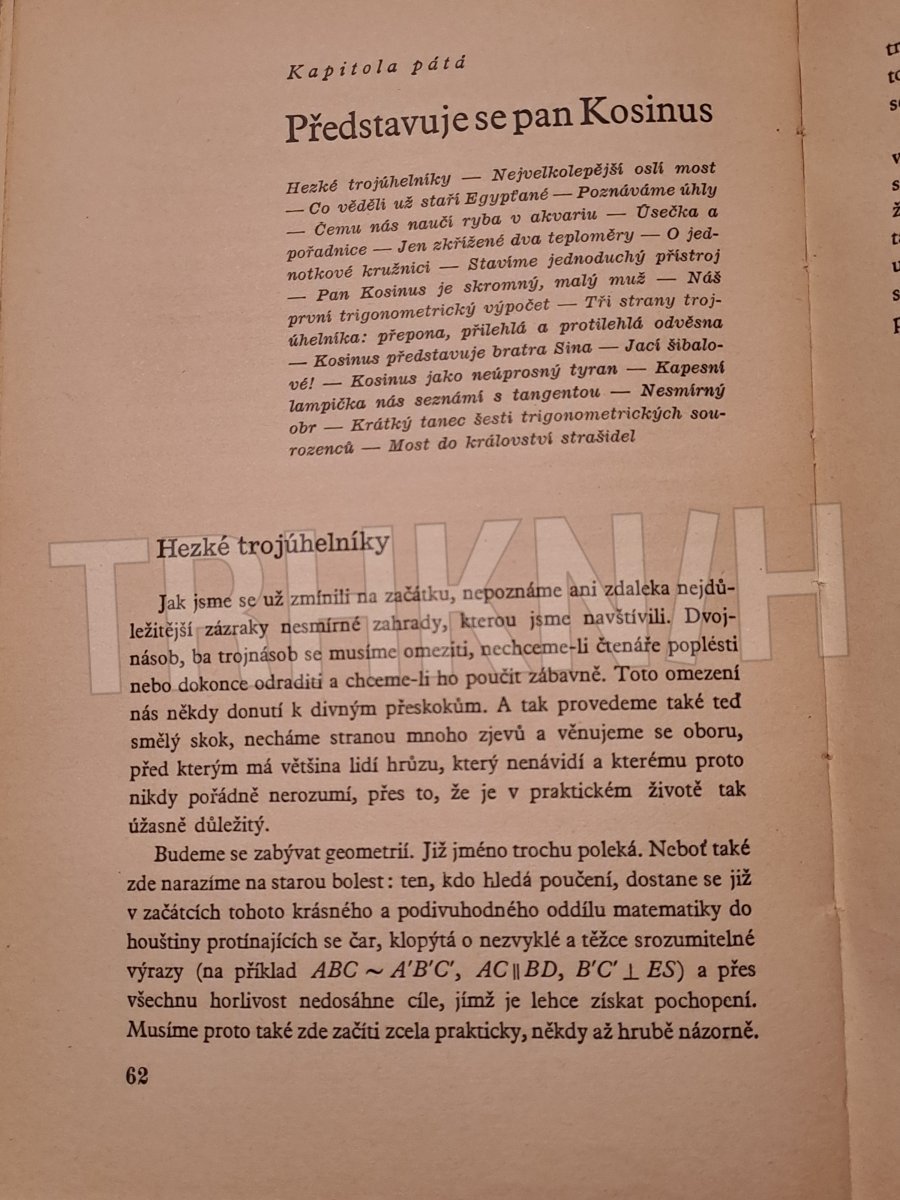 Kapitola pátá
Představuje se pan Kosinus
Hezké trojúhelníky — Nejvelkolepější oslí most
— Co věděli už staří Egypťané — Poznáváme úhly
— Čemu nás naučí ryba v akvariu — Úsečka a
pořadnice — Jen zkřížené dva teploměry — O jed-
notkové kružnici — Stavíme jednoduchý přístroj
— Pan Kosinus je skromný, malý muž — Náš
první trigonometrický výpočet — Tři strany troj-
úhelníka: přepona, přilehlá a protilehlá odvěsna
— Kosinus představuje bratra Sina — Jací šibalo-
vé! — Kosinus jako neúprosný tyran — Kapesní
lampička nás seznámí s tangentou — Nesmírný
obr — Krátký tanec šesti trigonometrických sou-
rozenců — Most do království strašidel
Hezké trojúhelníky
Jak jsme se už zmínili na začátku, nepoznáme ani zdaleka nejdů-
ležitější zázraky nesmírné zahrady, kterou jsme navštívili. Dvoj-
násob, ba trojnásob se musíme omeziti, nechceme-li čtenáře poplésti
nebo dokonce odraditi a chceme-li ho poučit zábavně. Toto omezení
nás někdy donutí k divným přeskokům. A tak provedeme také teď
smělý skok, necháme stranou mnoho zjevů a věnujeme se oboru,
před kterým má většina lidí hrůzu, který nenávidí a kterému proto
nikdy pořádně nerozumí, přes to, že je v praktickém životě tak
úžasně důležitý.
Budeme se zabývat geometrií. Již jméno trochu poleká. Neboť také
zde narazíme na starou bolest: ten, kdo hledá poučení, dostane se již
v začátcích tohoto krásného a podivuhodného oddílu matematiky do
houštiny protínajících se čar, klopýtá o nezvyklé a těžce srozumitelné
výrazy (na příklad ABC ~ A′B′C′, AC ∥ BD, B′C′ ⊥ ES) a přes
všechnu horlivost nedosáhne cíle, jímž je lehce získat pochopení.
Musíme proto také zde začíti zcela prakticky, někdy až hrubě názorně.
62